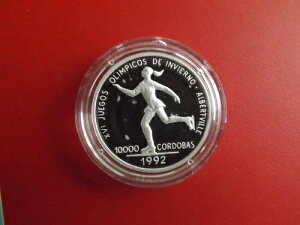 XVI JUEGOS OLIMPICOS DE INVIERNO - ALBERTVILLE
10000 CORDOBAS
1992